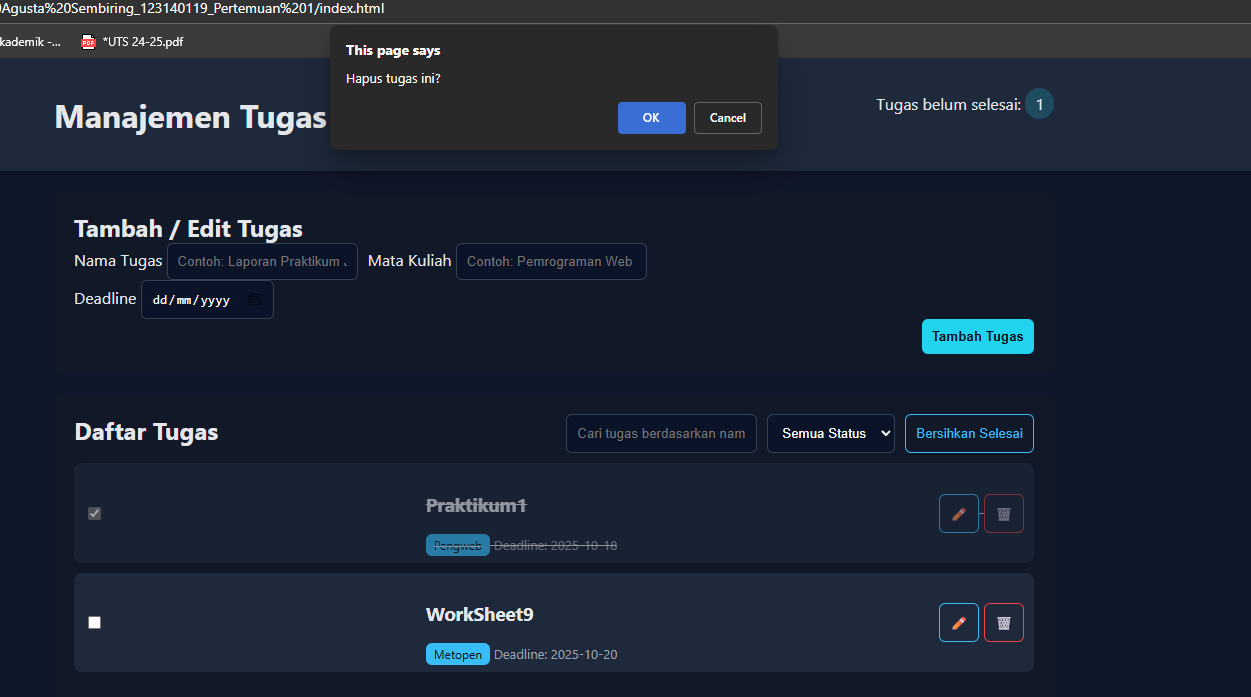 Agusta%20Sembiring_123140119_Pertemuan%201/index.html
kademik -...
*UTS 24-25.pdf
This page says
Hapus tugas ini?
OK
Cancel
Manajemen Tugas
Tugas belum selesai: 1
Tambah / Edit Tugas
Nama Tugas Contoh: Laporan Praktikum Mata Kuliah Contoh: Pemrograman Web
Deadline dd/mm/yyyy
Tambah Tugas
Daftar Tugas
Cari tugas berdasarkan nam
Semua Status
Bersihkan Selesai
Praktikum1
Pengweb Deadline: 2025-10-18
WorkSheet9
Metopen Deadline: 2025-10-20